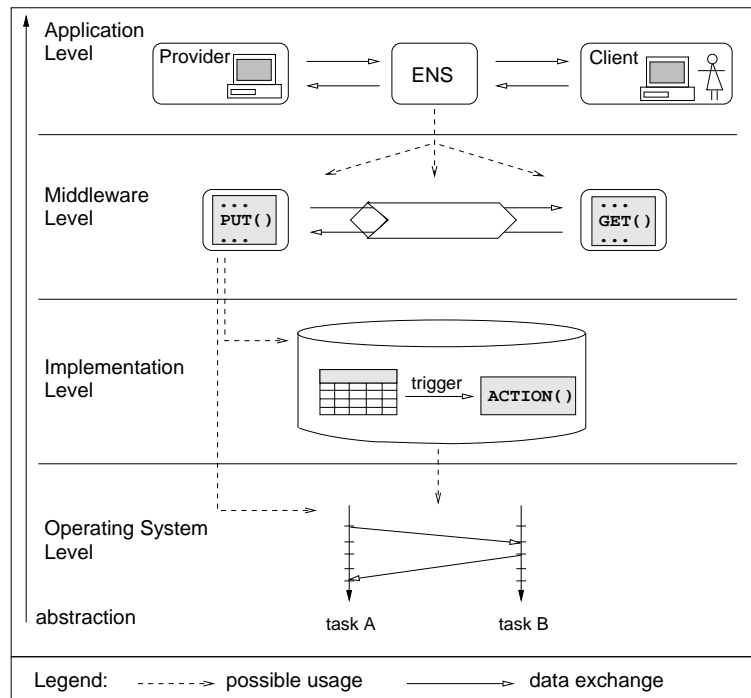 Application
Level
Provider
ENS
Client
Middleware
Level
• • •
PUT()
• • •
• • •
GET()
• • •
Implementation
Level
trigger
ACTION()
Operating System
Level
abstraction
task A
task B
Legend:
possible usage
data exchange